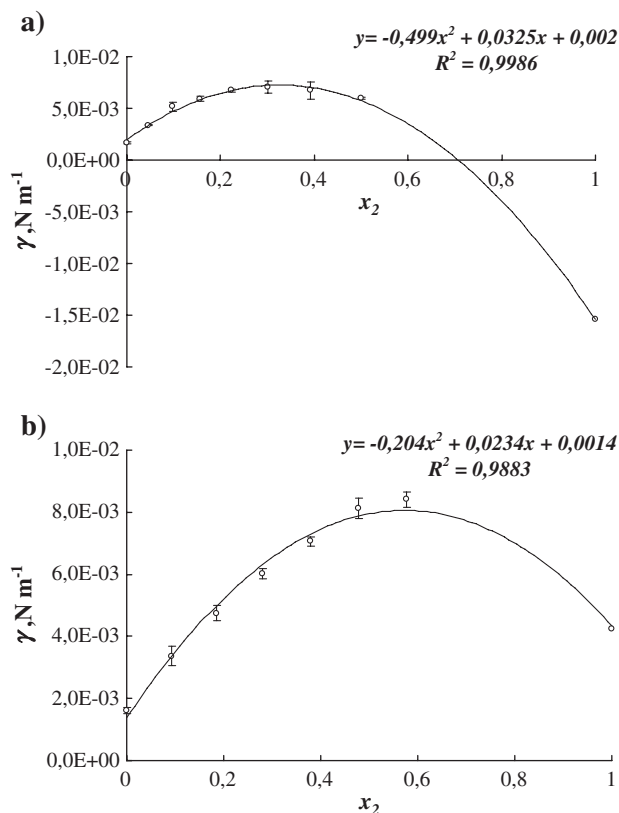 a)
y= -0,499x² + 0,0325x + 0,002
R² = 0,9986
1,0E-02
5,0E-03
0,0E+00
-5,0E-03
-1,0E-02
-1,5E-02
-2,0E-02
0 0,2 0,4 0,6 0,8 1
x₂
γ,N m⁻¹
b)
y= -0,204x² + 0,0234x + 0,0014
R² = 0,9883
1,0E-02
8,0E-03
6,0E-03
4,0E-03
2,0E-03
0,0E+00
0 0,2 0,4 0,6 0,8 1
x₂
γ,N m⁻¹